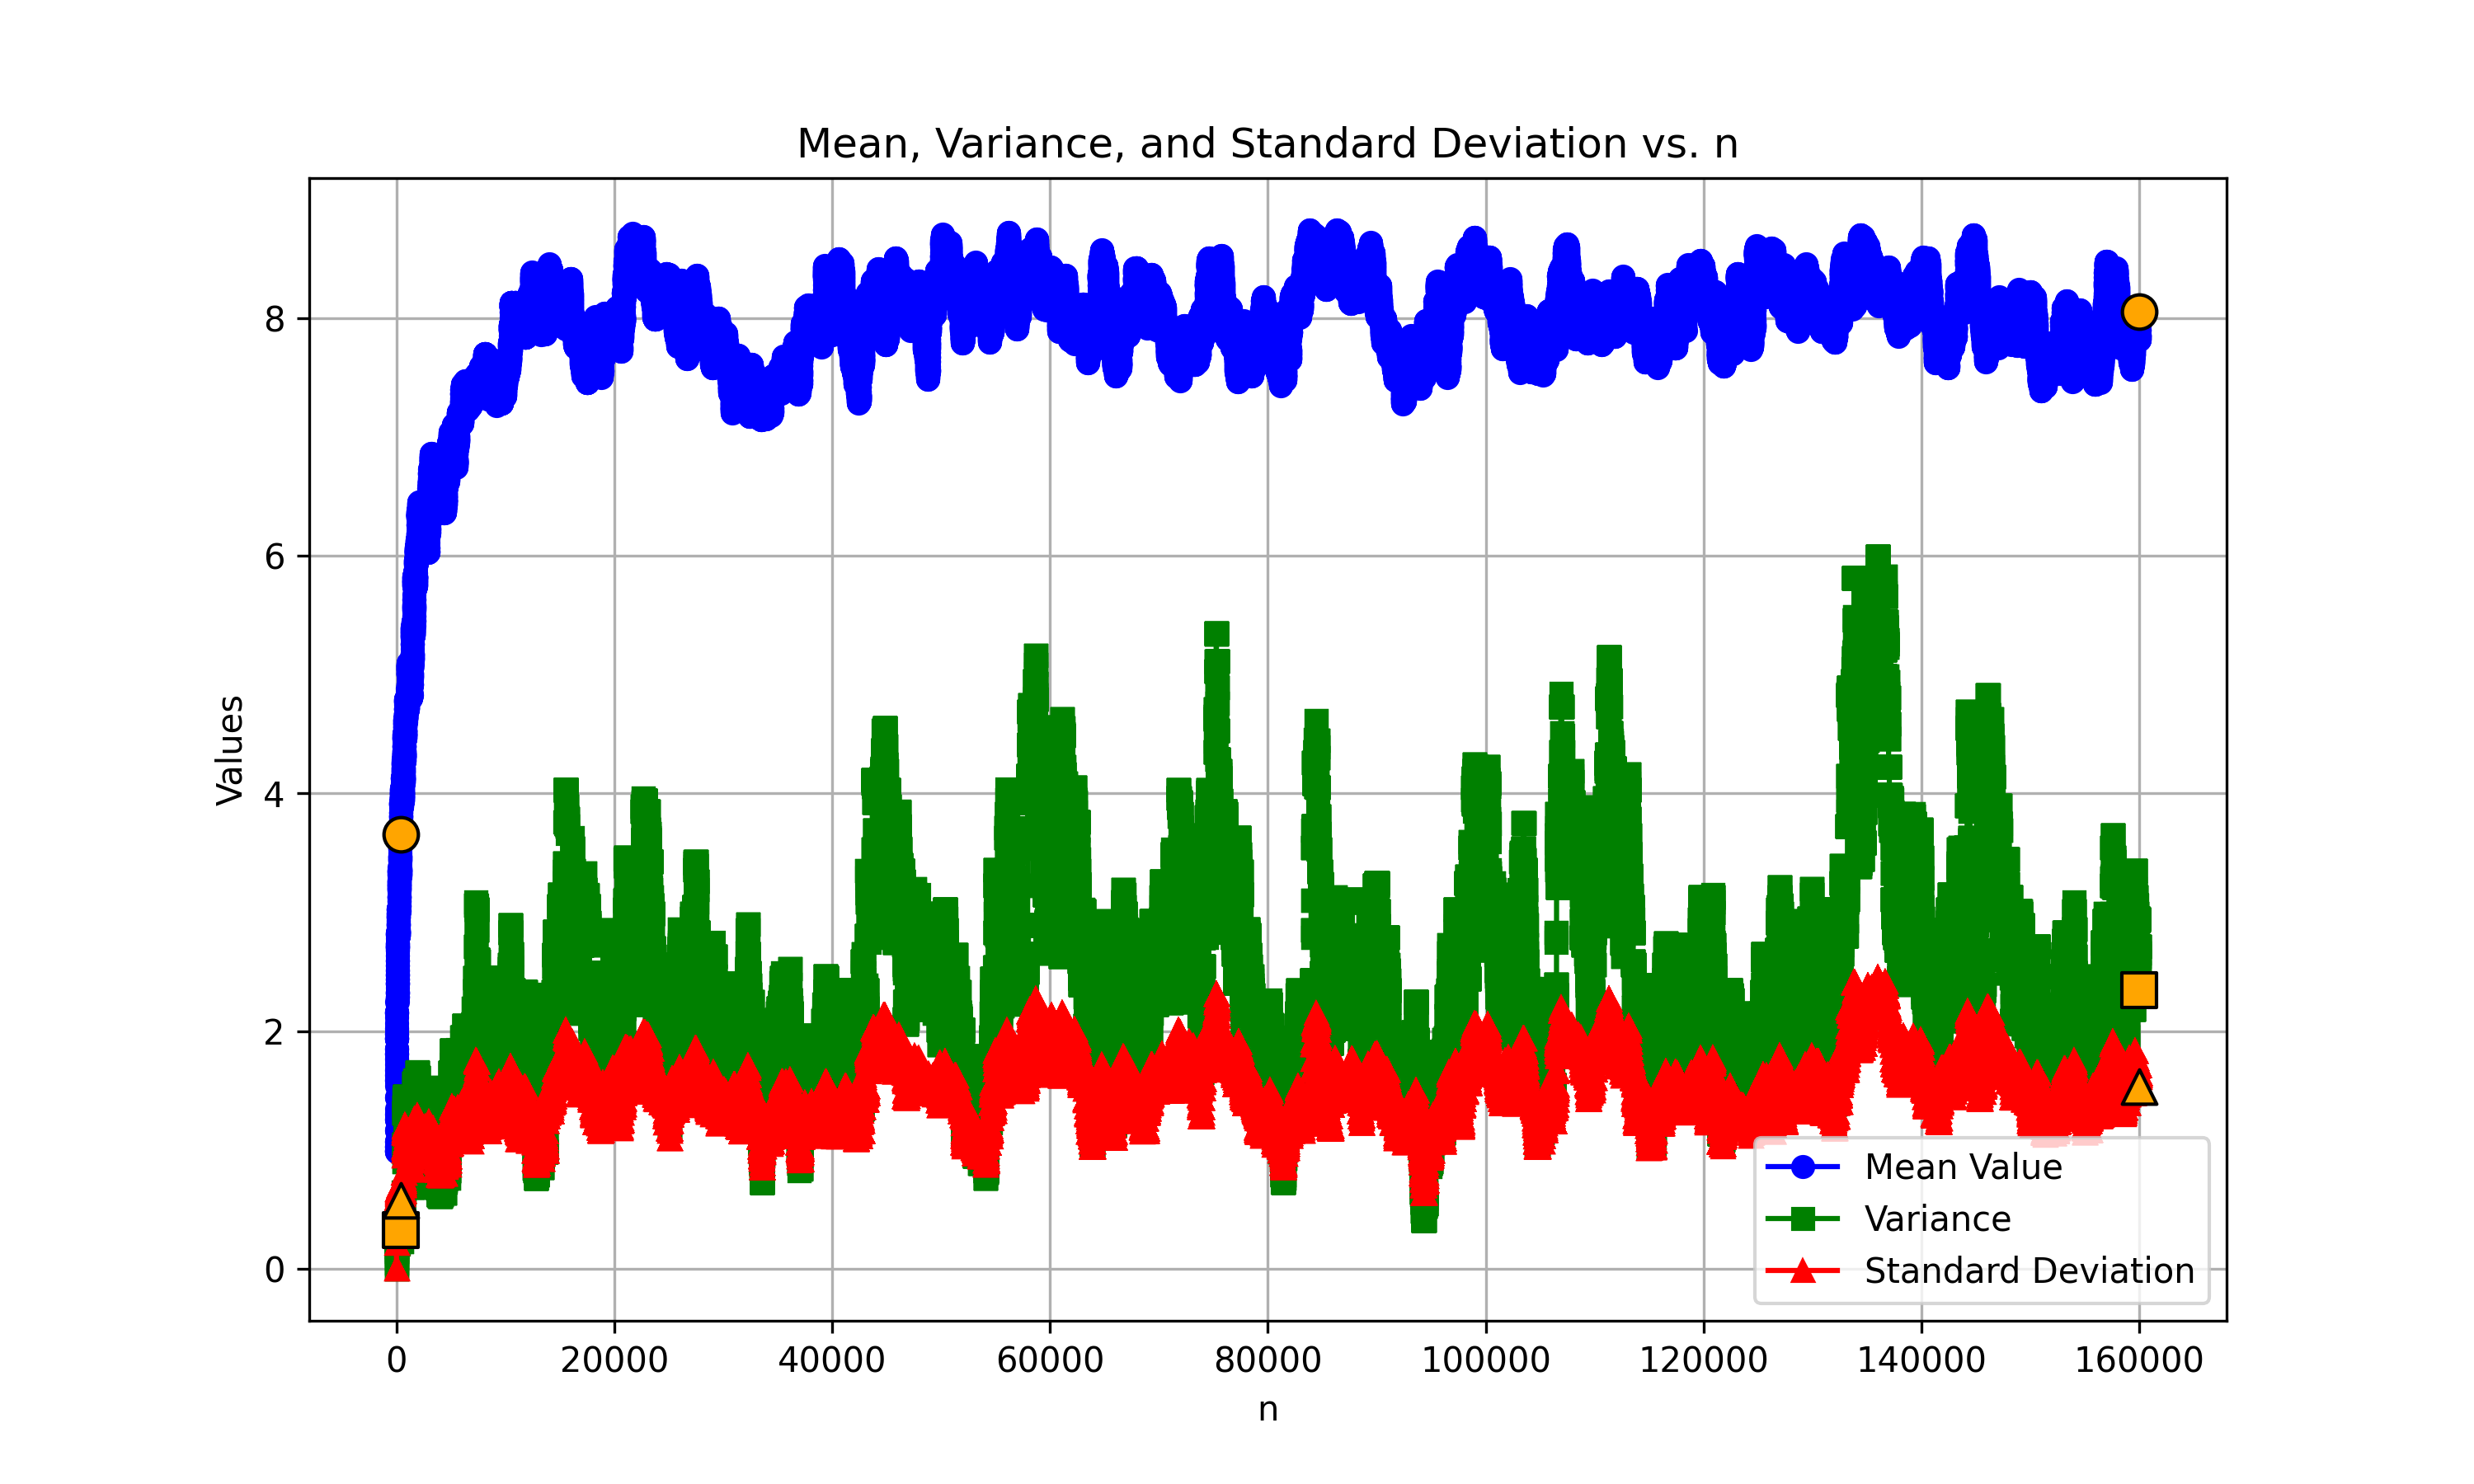 Mean, Variance, and Standard Deviation vs. n
Values
8
6
4
2
0
Mean Value
Variance
Standard Deviation
0 20000 40000 60000 80000 100000 120000 140000 160000
n